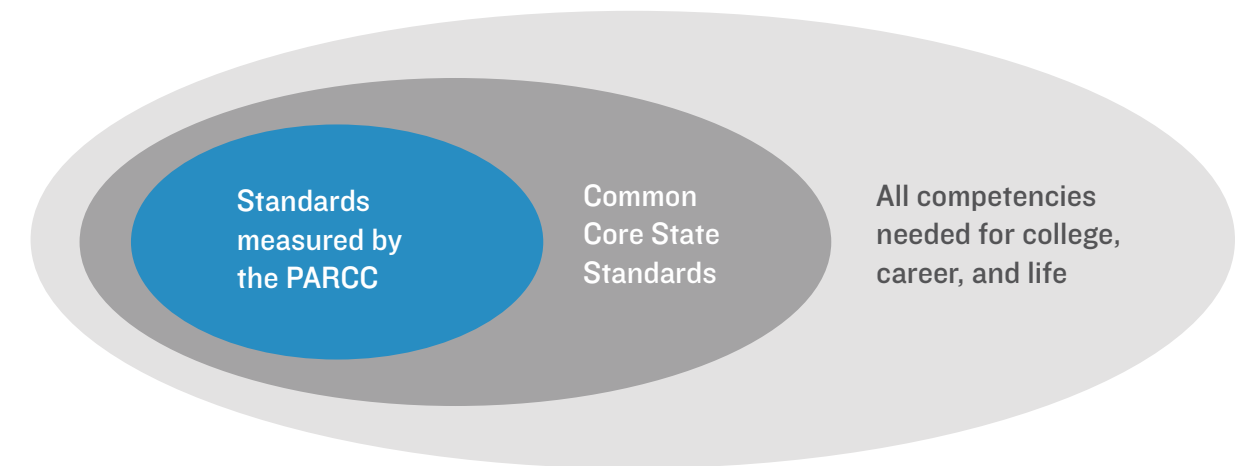 Standards
measured by
the PARCC
Common
Core State
Standards
All competencies
needed for college,
career, and life